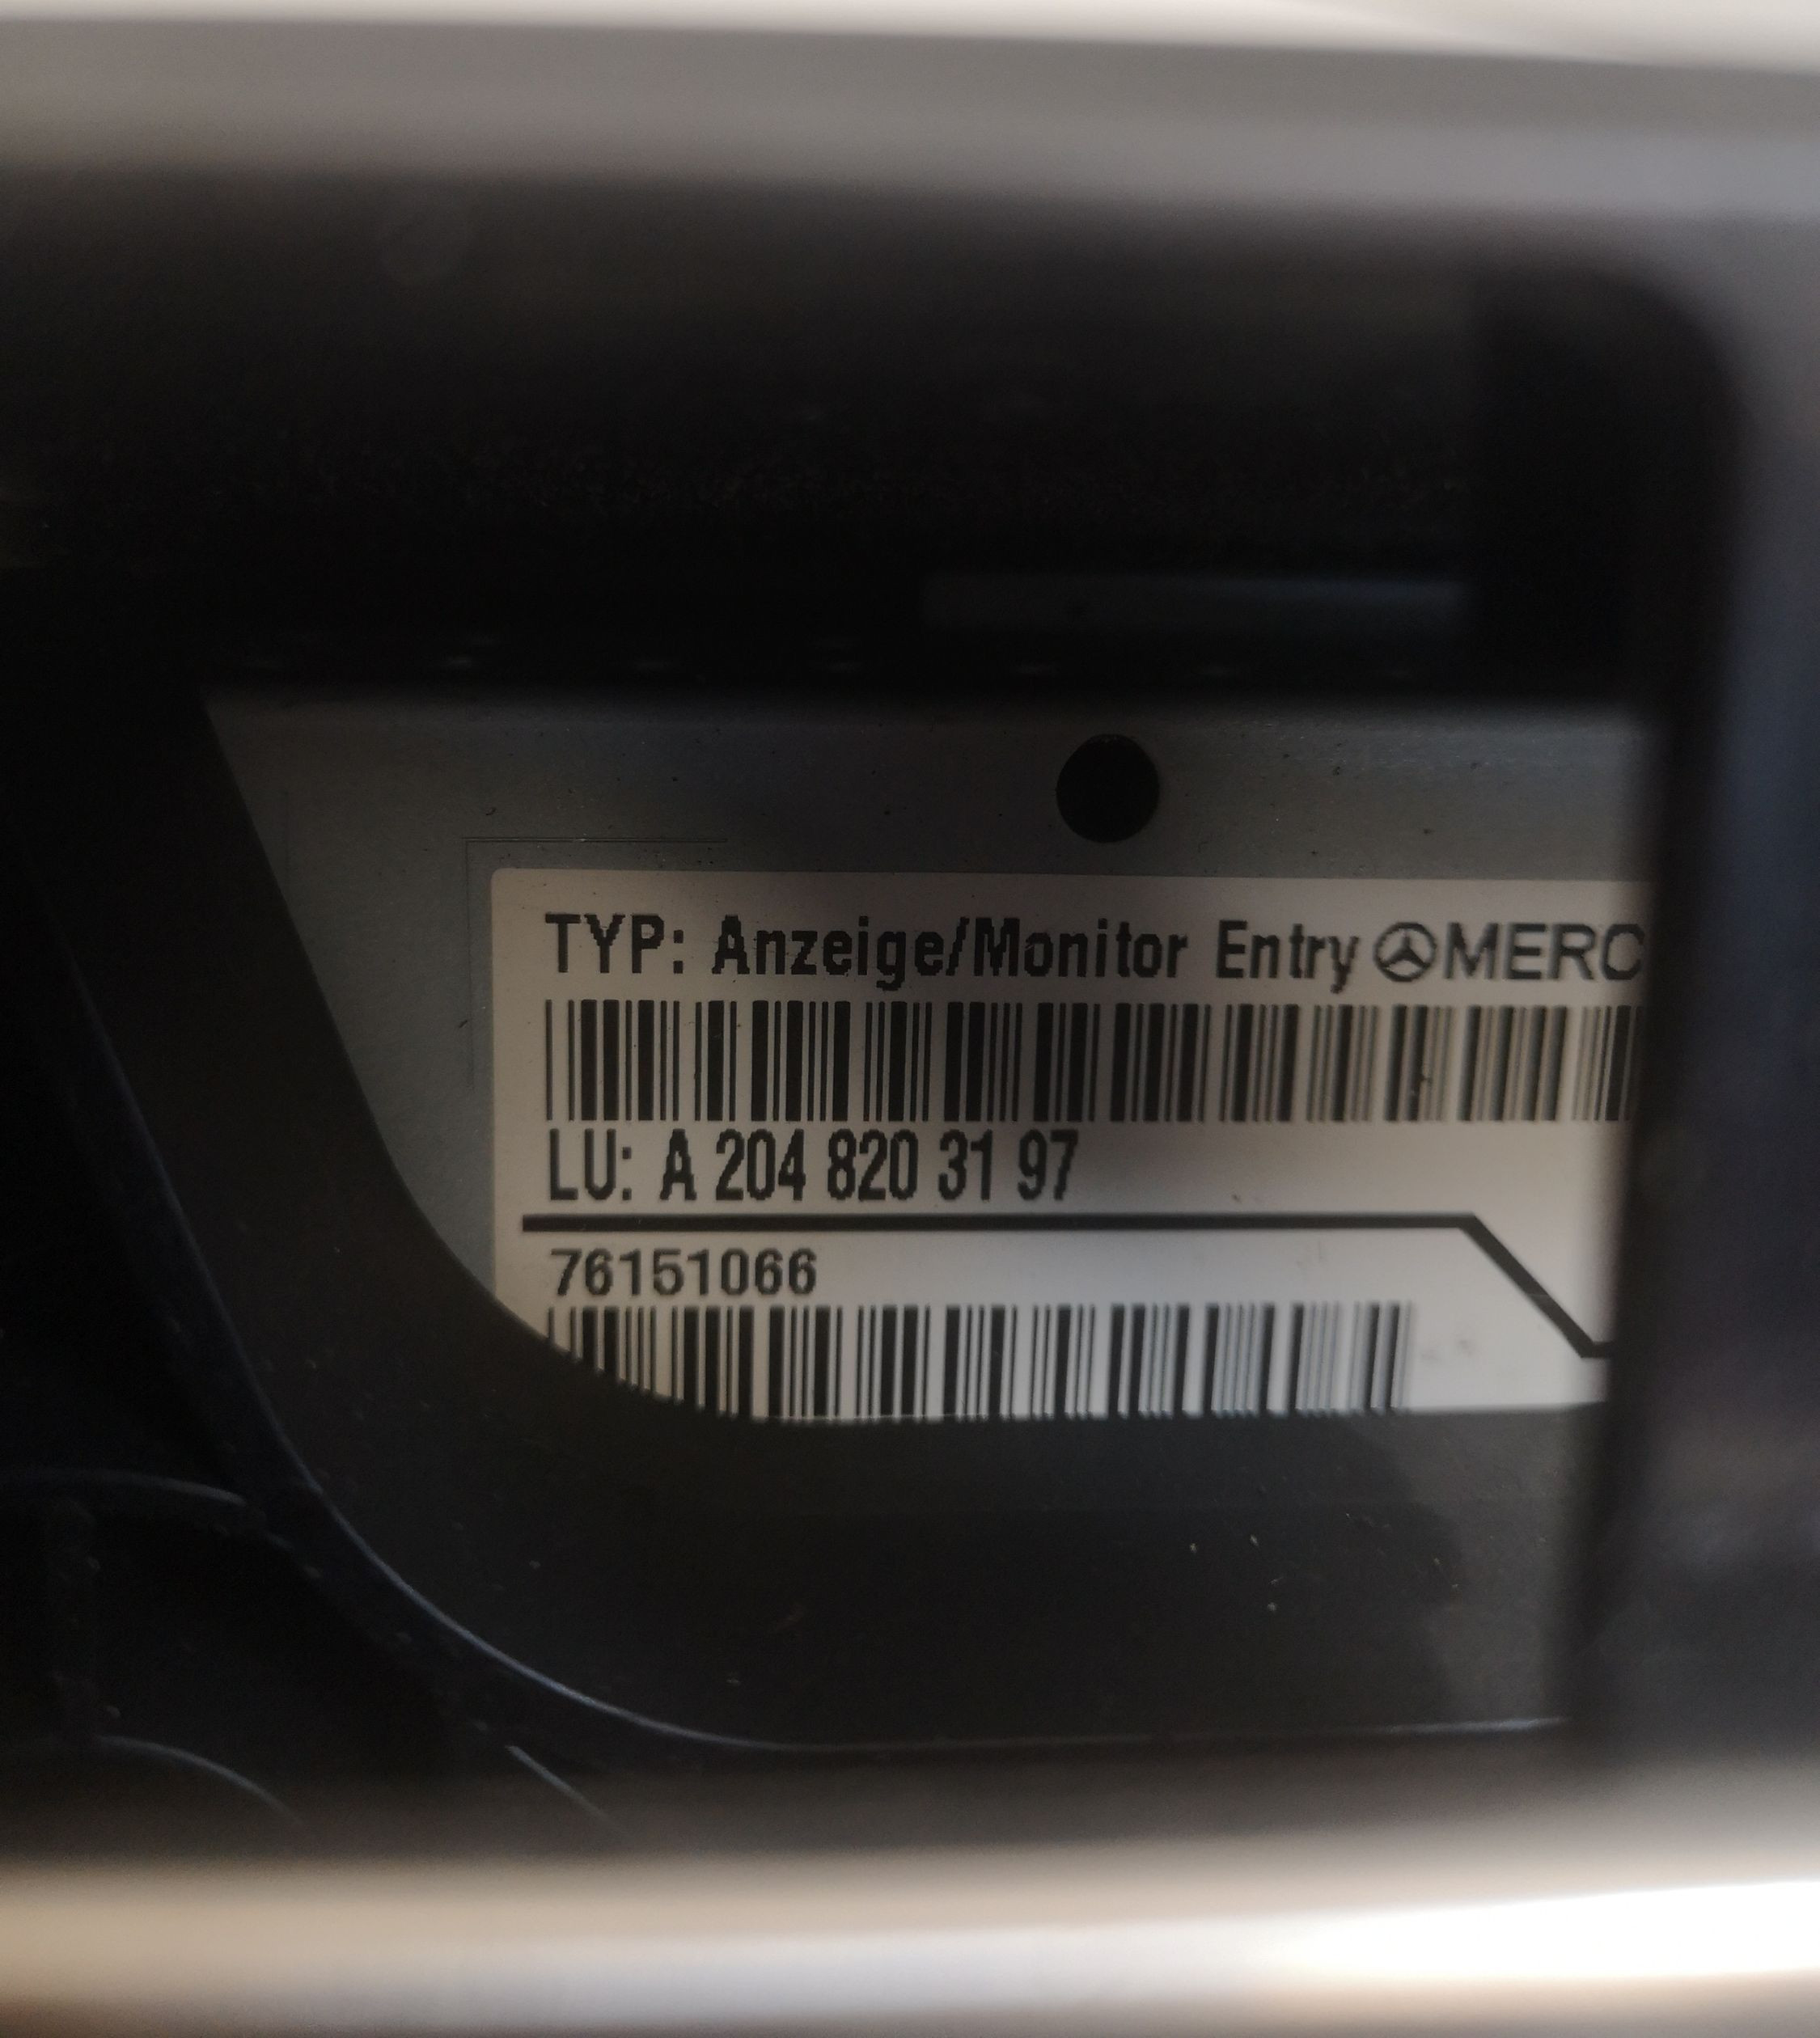 TYP: Anzeige/Monitor Entry MERC
LU: A 204 820 31 97
76151066